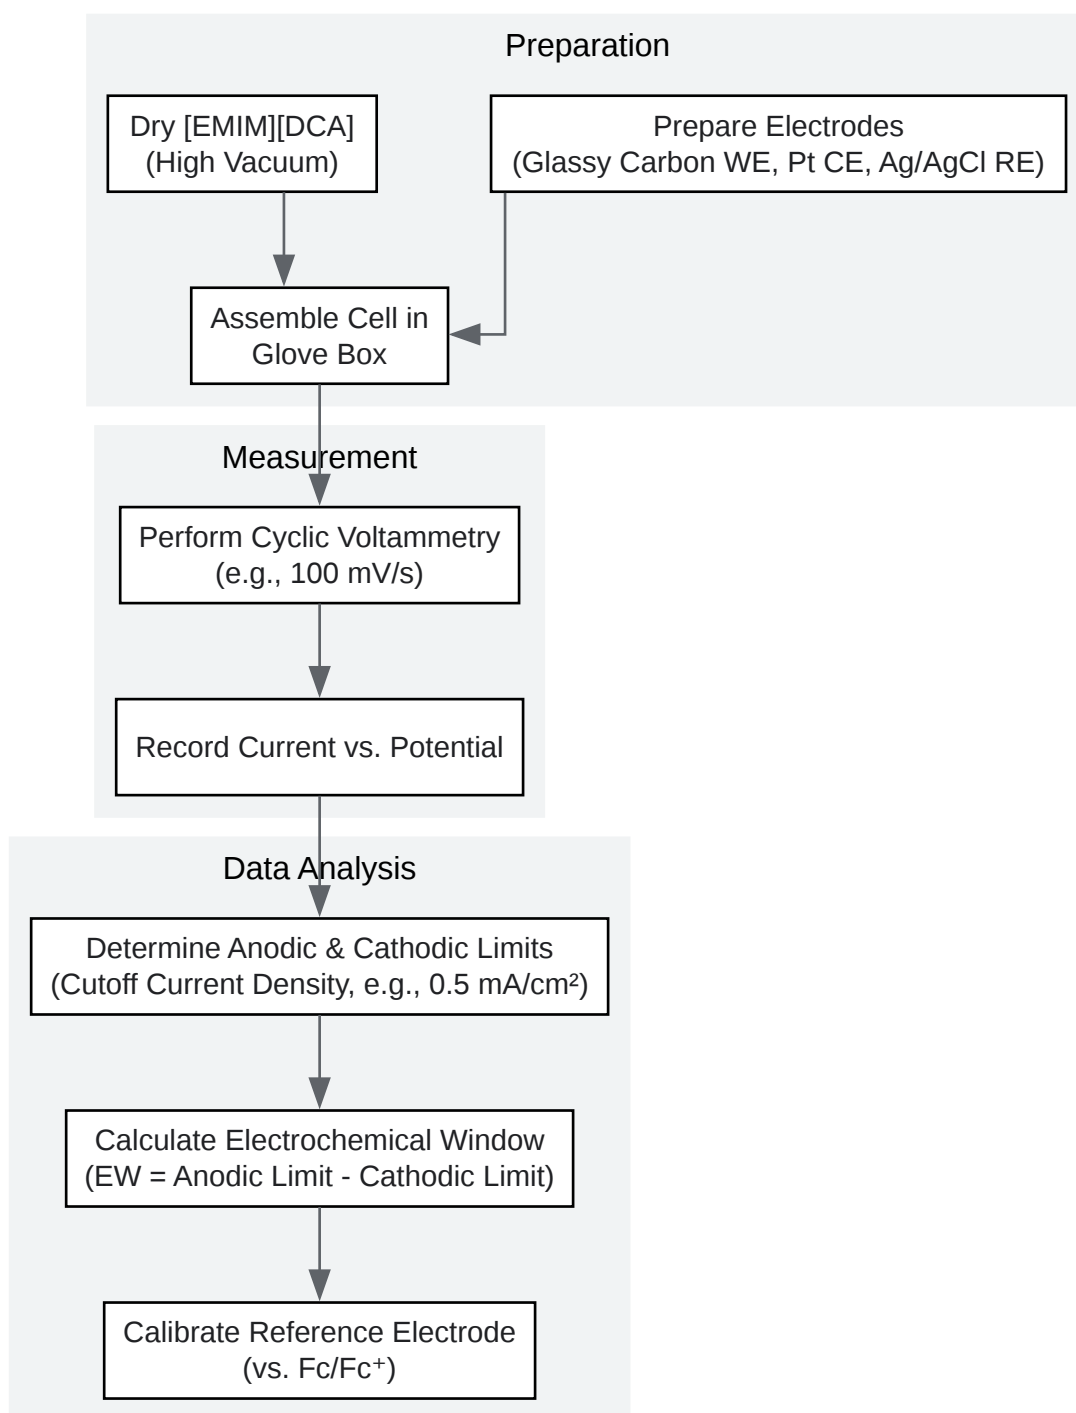 Preparation
Dry [EMIM][DCA]
(High Vacuum)
Prepare Electrodes
(Glassy Carbon WE, Pt CE, Ag/AgCl RE)
Assemble Cell in
Glove Box
Measurement
Perform Cyclic Voltammetry
(e.g., 100 mV/s)
Record Current vs. Potential
Data Analysis
Determine Anodic & Cathodic Limits
(Cutoff Current Density, e.g., 0.5 mA/cm²)
Calculate Electrochemical Window
(EW = Anodic Limit - Cathodic Limit)
Calibrate Reference Electrode
(vs. Fc/Fc⁺)